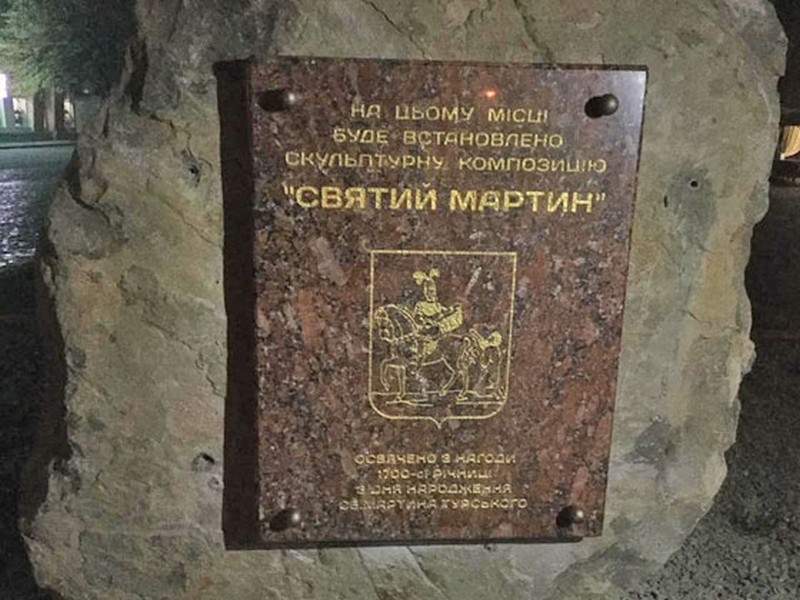 НА ЦЬОМУ МІСЦІ
БУДЕ ВСТАНОВЛЕНО
СКУЛЬПТУРНУ КОМПОЗИЦІЮ
"СВЯТИЙ МАРТИН"
ОСВЯЧЕНО З НАГОДИ
1700-ої РІЧНИЦІ
З ДНЯ НАРОДЖЕННЯ
СВ.МАРТИНА ТУРСЬКОГО